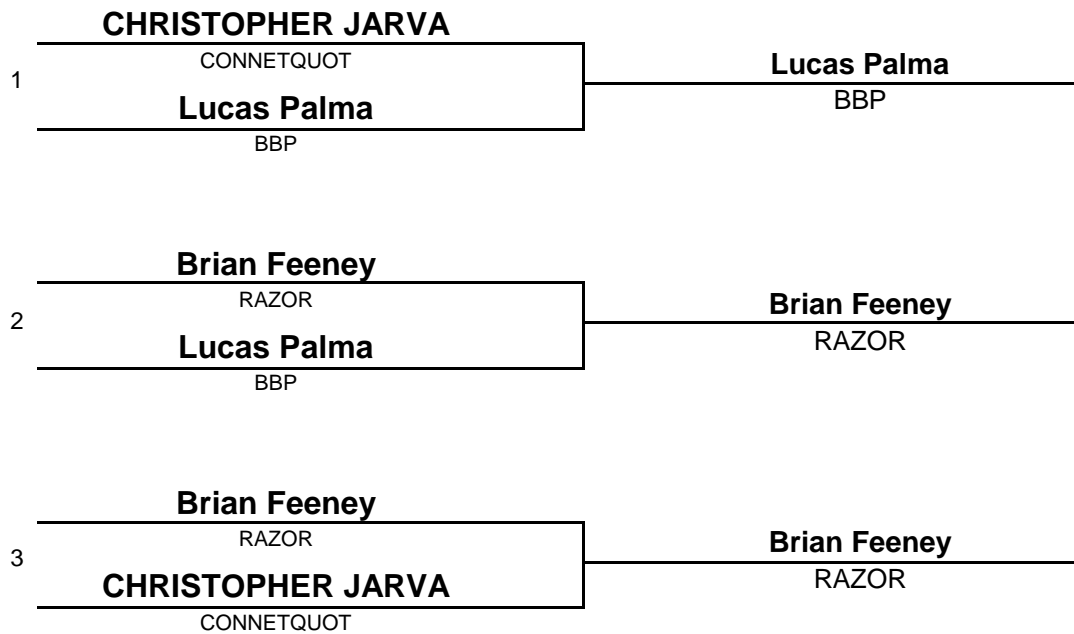 CHRISTOPHER JARVA
CONNETQUOT
1
Lucas Palma
BBP
Lucas Palma
BBP
Brian Feeney
RAZOR
2
Lucas Palma
BBP
Brian Feeney
RAZOR
Brian Feeney
RAZOR
3
CHRISTOPHER JARVA
CONNETQUOT
Brian Feeney
RAZOR